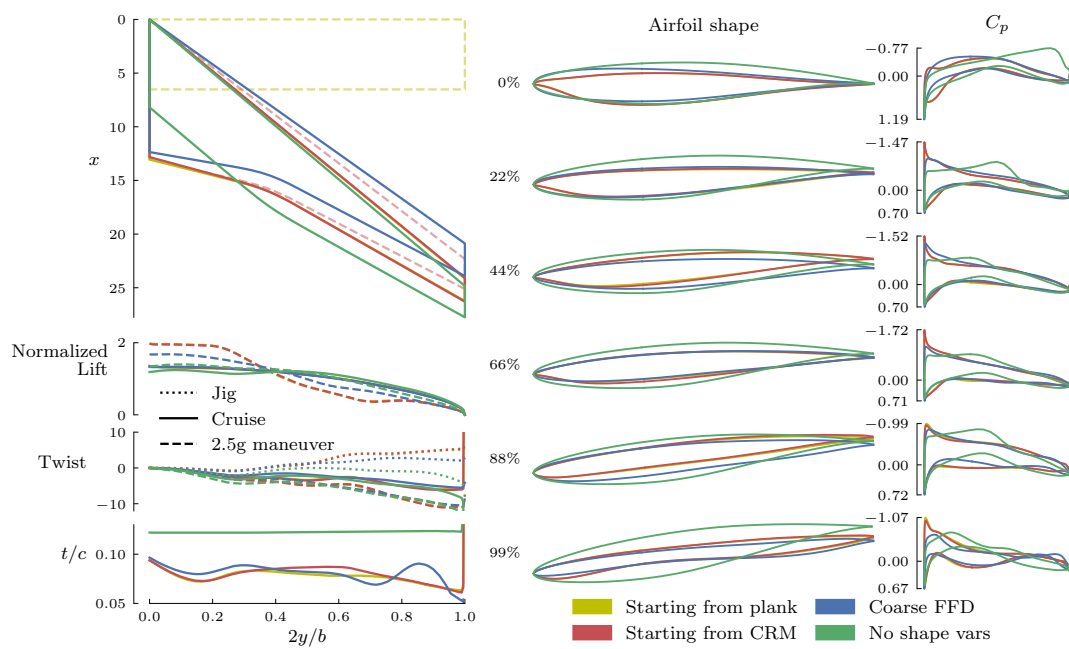 0
5
10
15
20
25
x
Normalized
Lift
2
0
Jig
Cruise
2.5g maneuver
Twist
10
0
−10
t/c
0.10
0.05
0.0 0.2 0.4 0.6 0.8 1.0
2y/b
Airfoil shape
0%
22%
44%
66%
88%
99%
C_p
−0.77
0.00
1.19
−1.47
0.00
0.70
−1.52
0.00
0.70
−1.72
0.00
0.71
−0.99
0.00
0.72
−1.07
0.00
0.67
Starting from plank
Starting from CRM
Coarse FFD
No shape vars